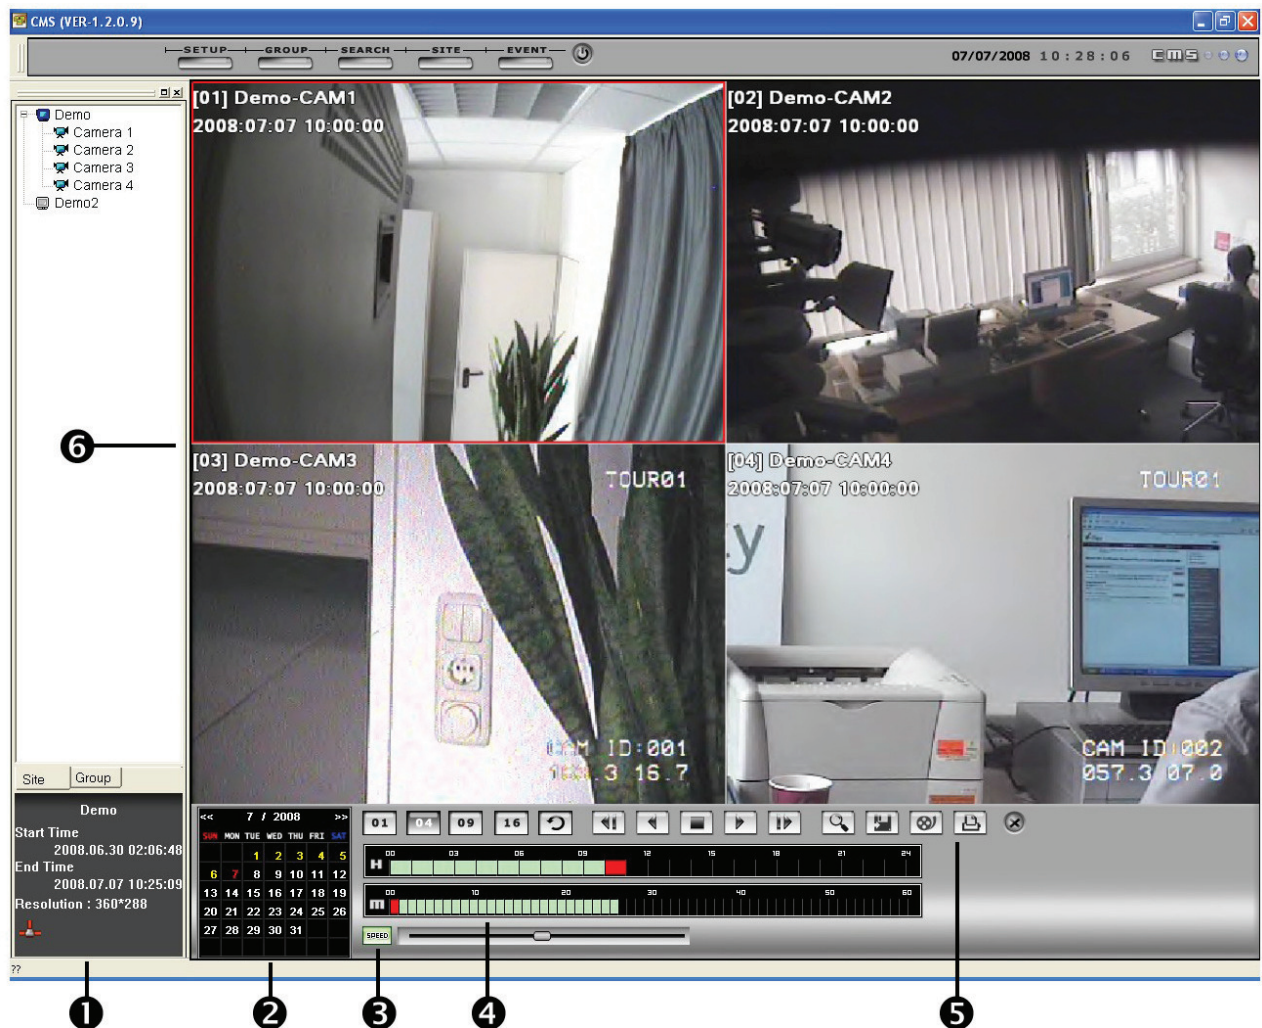 CMS (VER-1.2.0.9)
SETUP GROUP SEARCH SITE EVENT
07/07/2008 10:28:06 CMS
Demo
Camera 1
Camera 2
Camera 3
Camera 4
Demo2
[01] Demo-CAM1
2008:07:07 10:00:00
[02] Demo-CAM2
2008:07:07 10:00:00
[03] Demo-CAM3
2008:07:07 10:00:00
TOUR01
CAM ID:001
3 16.7
[04] Demo-CAM4
2008:07:07 10:00:00
TOUR01
y
CAM ID:002
057.3 07.0
6
Site Group
Demo
Start Time
2008.06.30 02:06:48
End Time
2008.07.07 10:25:09
Resolution : 360*288
<< 7 / 2008 >>
SUN MON TUE WED THU FRI SAT
1 2 3 4 5
6 7 8 9 10 11 12
13 14 15 16 17 18 19
20 21 22 23 24 25 26
27 28 29 30 31
01 04 09 16
H 00 03 06 09 12 15 18 21 24
m 00 10 20 30 40 50 60
SPEED
??
1 2 3 4 5